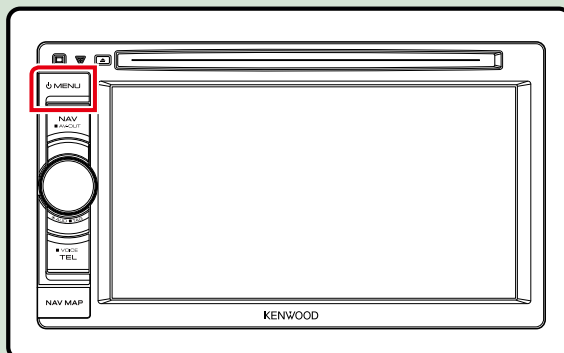 ⏻ MENU
NAV
■ AV-OUT
■ VOICE
TEL
NAV MAP
KENWOOD